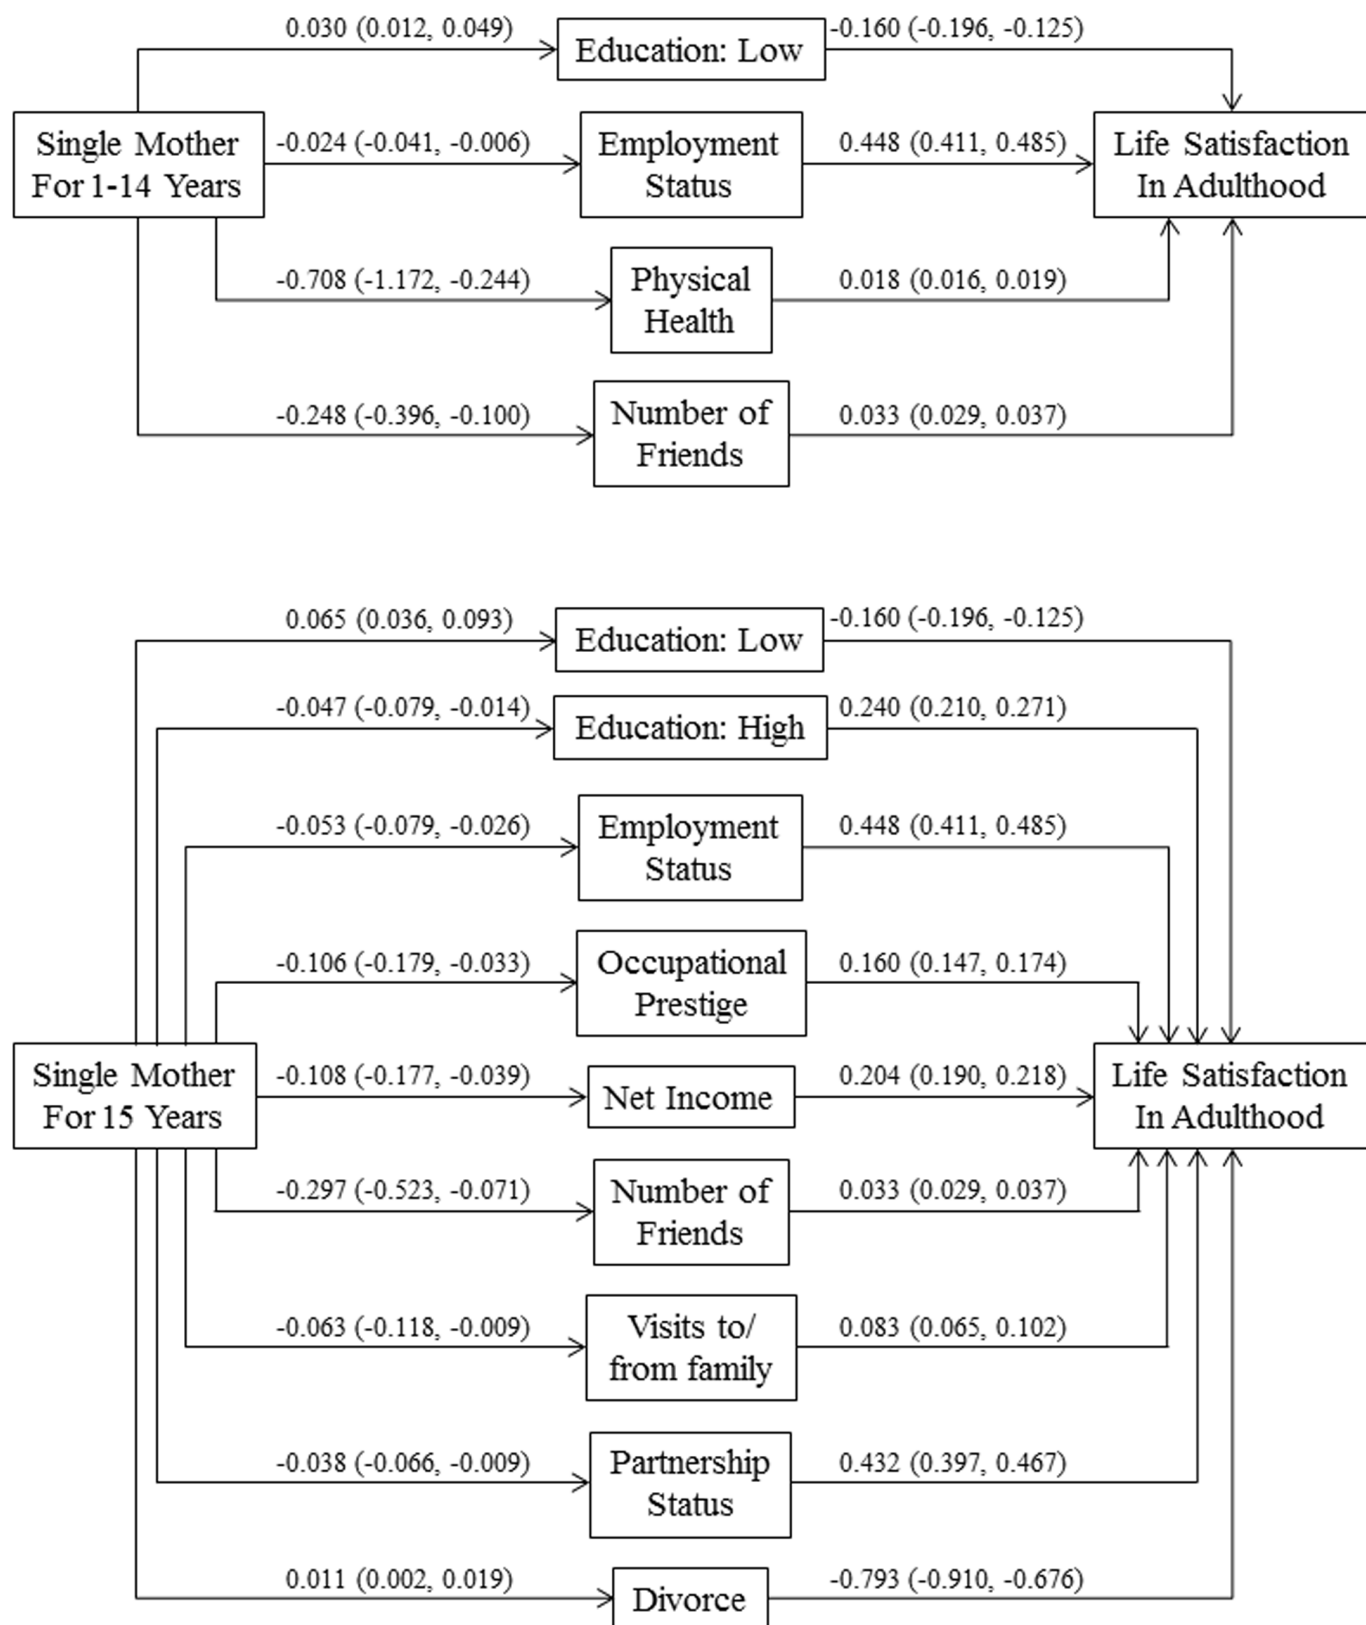 0.030 (0.012, 0.049)
Education: Low
-0.160 (-0.196, -0.125)
Single Mother
For 1-14 Years
-0.024 (-0.041, -0.006)
Employment
Status
0.448 (0.411, 0.485)
Life Satisfaction
In Adulthood
-0.708 (-1.172, -0.244)
Physical
Health
0.018 (0.016, 0.019)
-0.248 (-0.396, -0.100)
Number of
Friends
0.033 (0.029, 0.037)
0.065 (0.036, 0.093)
Education: Low
-0.160 (-0.196, -0.125)
-0.047 (-0.079, -0.014)
Education: High
0.240 (0.210, 0.271)
-0.053 (-0.079, -0.026)
Employment
Status
0.448 (0.411, 0.485)
-0.106 (-0.179, -0.033)
Occupational
Prestige
0.160 (0.147, 0.174)
Single Mother
For 15 Years
-0.108 (-0.177, -0.039)
Net Income
0.204 (0.190, 0.218)
Life Satisfaction
In Adulthood
-0.297 (-0.523, -0.071)
Number of
Friends
0.033 (0.029, 0.037)
-0.063 (-0.118, -0.009)
Visits to/
from family
0.083 (0.065, 0.102)
-0.038 (-0.066, -0.009)
Partnership
Status
0.432 (0.397, 0.467)
0.011 (0.002, 0.019)
Divorce
-0.793 (-0.910, -0.676)